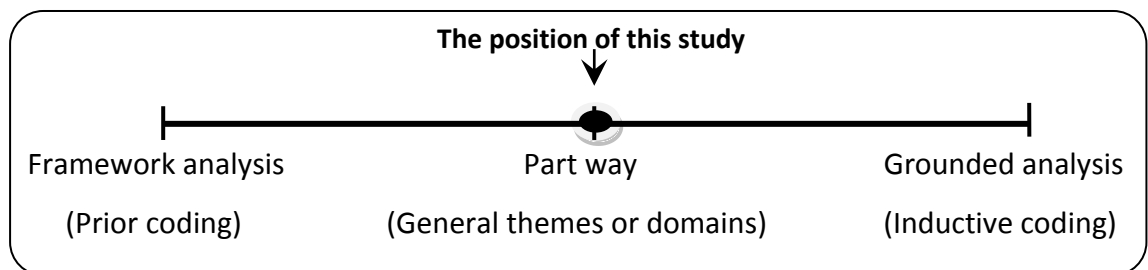 The position of this study
Framework analysis Part way Grounded analysis
(Prior coding) (General themes or domains) (Inductive coding)